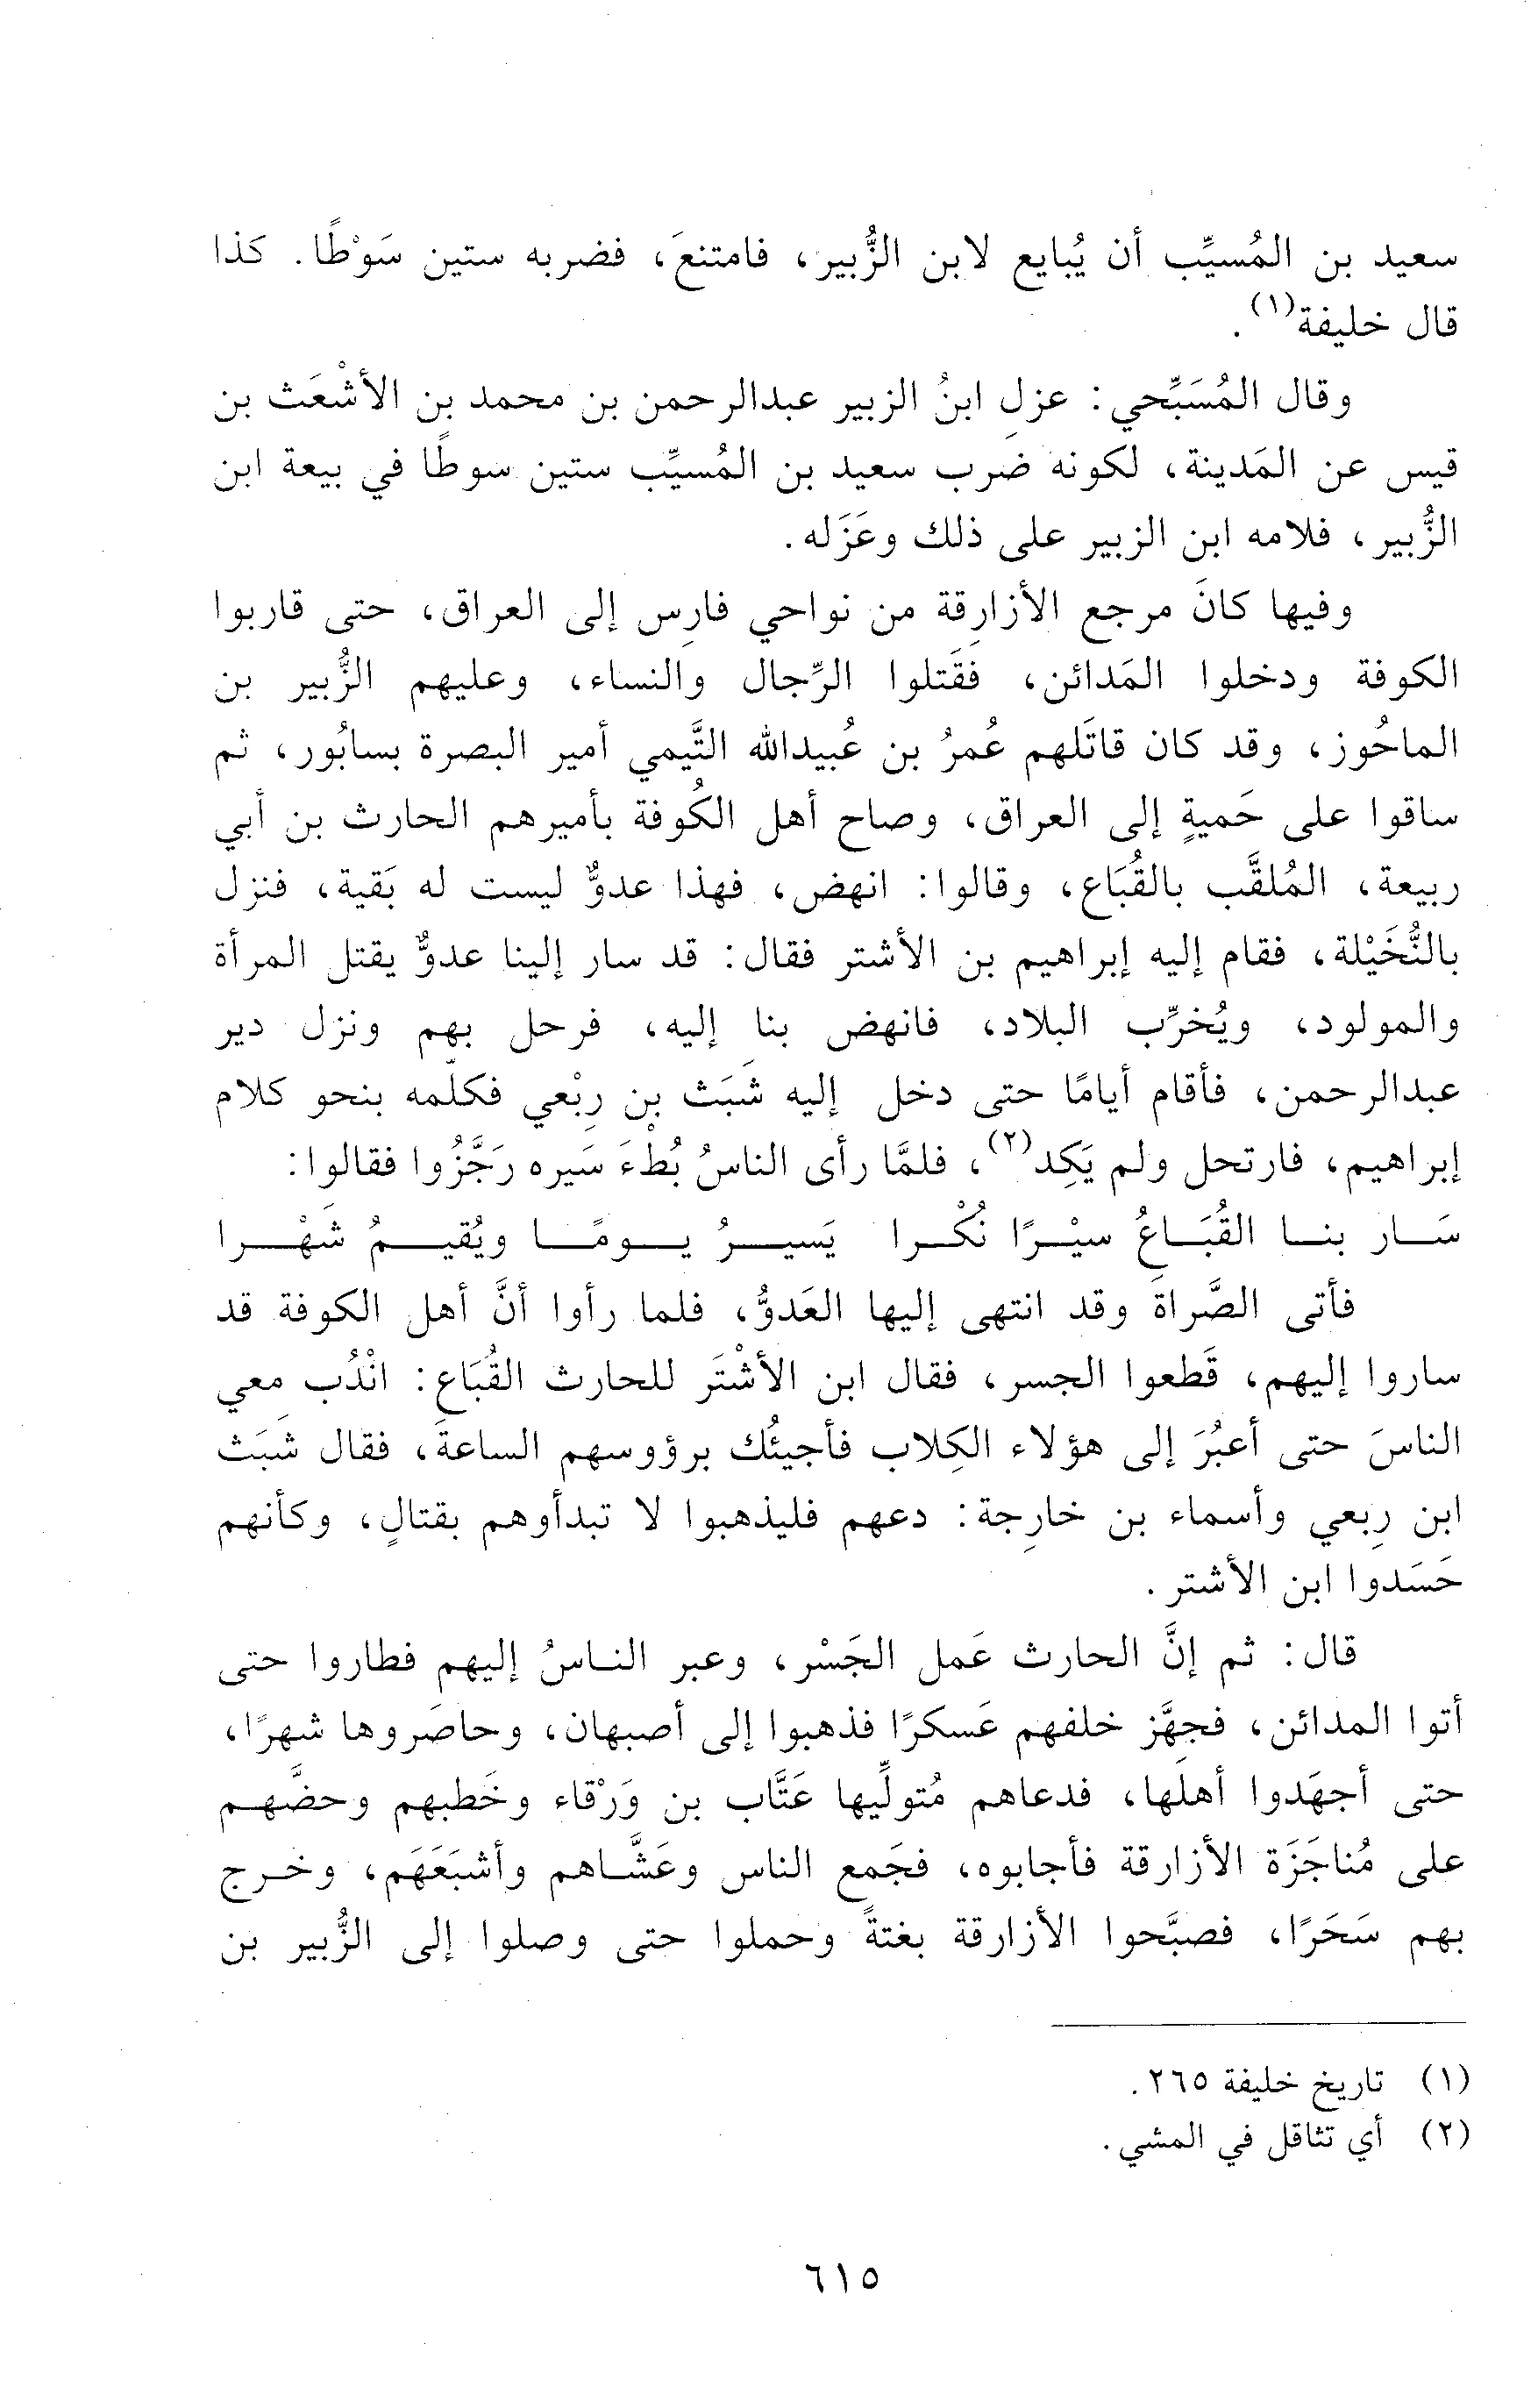 سعيد بن المُسيِّب أن يُبايع لابن الزُّبير، فامتنعَ، فضربه ستين سَوْطًا. كذا
قال خليفة(١).
وقال المُسَبِّحي: عزل ابنُ الزبير عبدالرحمن بن محمد بن الأشْعَث بن
قيس عن المَدينة، لكونه ضَرب سعيد بن المُسيِّب ستين سوطًا في بيعة ابن
الزُّبير، فلامه ابن الزبير على ذلك وعَزَله.
وفيها كانَ مرجع الأزارِقة من نواحي فارِس إلى العراق، حتى قاربوا
الكوفة ودخلوا المَدائن، فقَتلوا الرِّجال والنساء، وعليهم الزُّبير بن
الماحُوز، وقد كان قاتَلهم عُمرُ بن عُبيدالله التَّيمي أمير البصرة بسابُور، ثم
ساقوا على حَميةٍ إلى العراق، وصاح أهل الكُوفة بأميرهم الحارث بن أبي
ربيعة، المُلقَّب بالقُبَاع، وقالوا: انهض، فهذا عدوٌّ ليست له بَقية، فنزل
بالنُّخَيْلة، فقام إليه إبراهيم بن الأشتر فقال: قد سار إلينا عدوٌّ يقتل المرأة
والمولود، ويُخرِّب البلاد، فانهض بنا إليه، فرحل بهم ونزل دير
عبدالرحمن، فأقام أيامًا حتى دخل إليه شَبَث بن رِبْعي فكلّمه بنحو كلام
إبراهيم، فارتحل ولم يَكِد(٢)، فلمَّا رأى الناسُ بُطْءَ سَيره رَجَّزُوا فقالوا:
سَار بنا القُبَاعُ سيْرًا نُكْرا يَسيرُ يومًا ويُقيمُ شَهْرا
فأتى الصَّراةَ وقد انتهى إليها العَدوُّ، فلما رأوا أنَّ أهل الكوفة قد
ساروا إليهم، قَطعوا الجسر، فقال ابن الأشْتَر للحارث القُبَاع: انْدُب معي
الناسَ حتى أعبُرَ إلى هؤلاء الكِلاب فأجيئُك برؤوسهم الساعةَ، فقال شَبَث
ابن رِبعي وأسماء بن خارِجة: دعهم فليذهبوا لا تبدأوهم بقتالٍ، وكأنهم
حَسَدوا ابن الأشتر.
قال: ثم إنَّ الحارث عَمل الجَسْر، وعبر الناسُ إليهم فطاروا حتى
أتوا المدائن، فجهَّز خلفهم عَسكرًا فذهبوا إلى أصبهان، وحاصَروها شهرًا،
حتى أجهَدوا أهلَها، فدعاهم مُتولِّيها عَتَّاب بن وَرْقاء وخَطبهم وحضَّهم
على مُناجَزَة الأزارقة فأجابوه، فجَمع الناس وعَشَّاهم وأشبَعَهَم، وخرج
بهم سَحَرًا، فصبَّحوا الأزارقة بغتةً وحملوا حتى وصلوا إلى الزُّبير بن
(١) تاريخ خليفة ٢٦٥.
(٢) أي تثاقل في المشي.
٦١٥